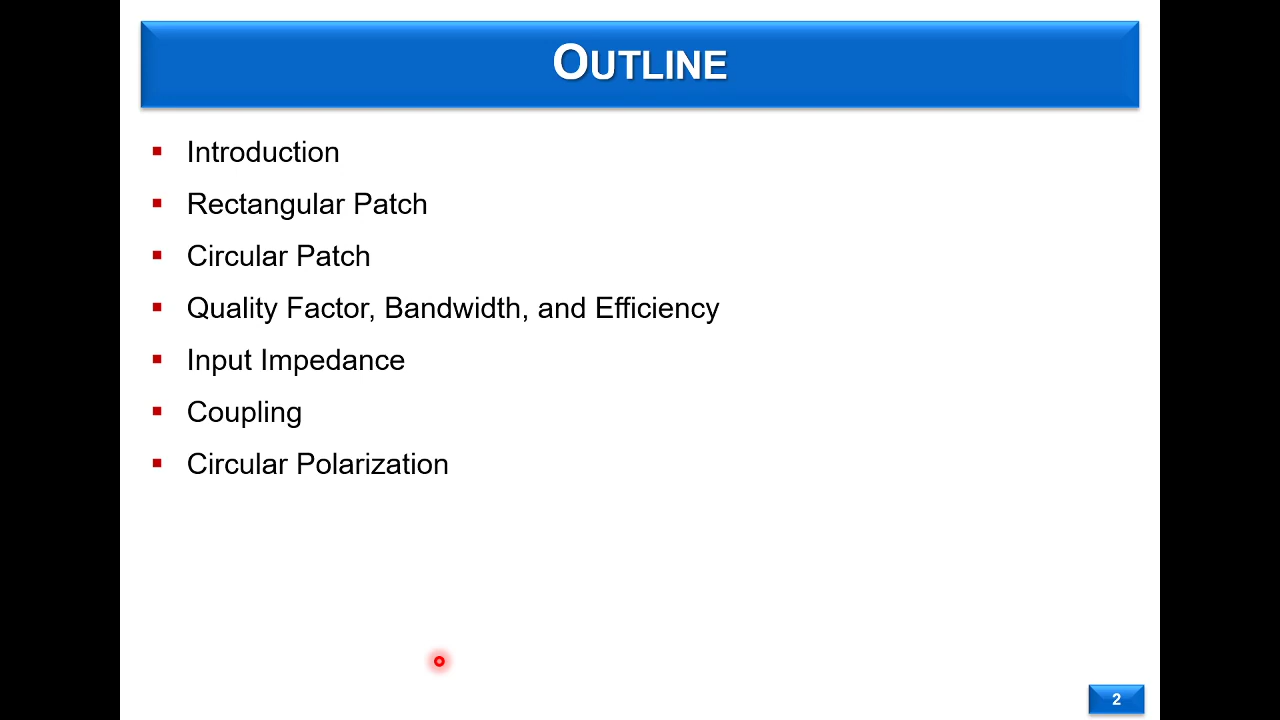 OUTLINE
Introduction
Rectangular Patch
Circular Patch
Quality Factor, Bandwidth, and Efficiency
Input Impedance
Coupling
Circular Polarization
2